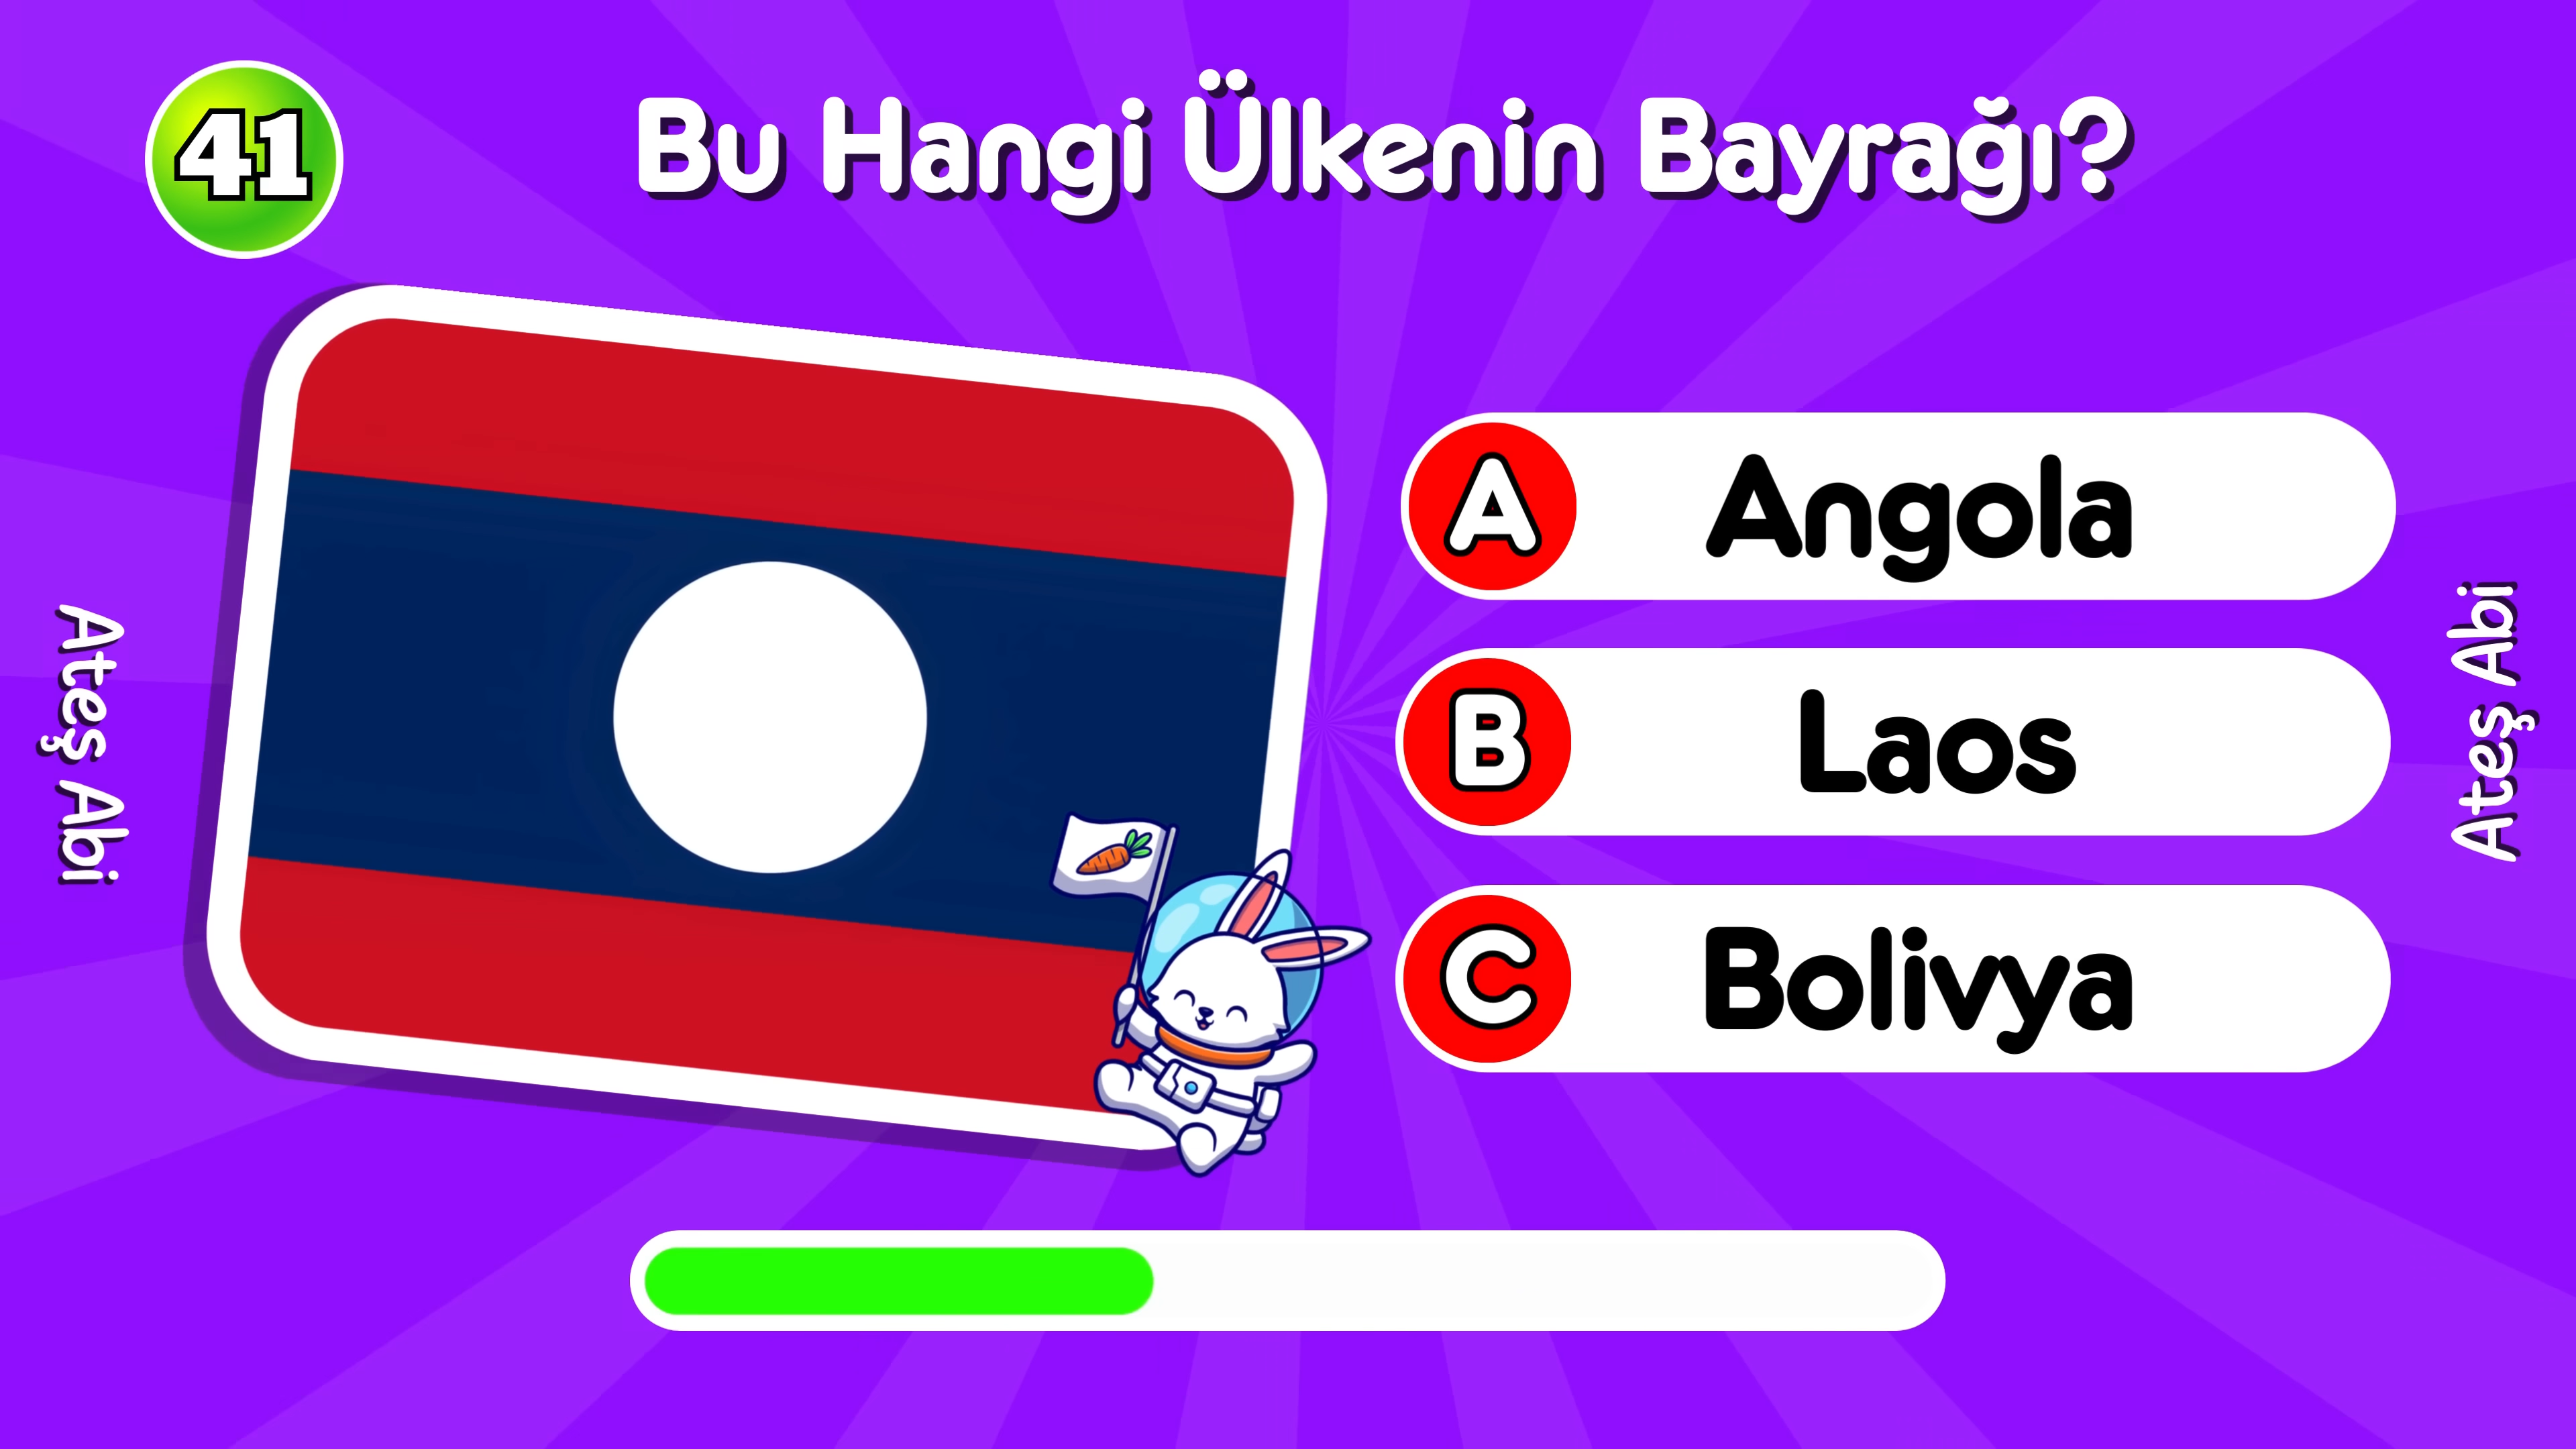 41
Bu Hangi Ülkenin Bayrağı?
A Angola
B Laos
C Bolivya
Ateş Abi
Ateş Abi